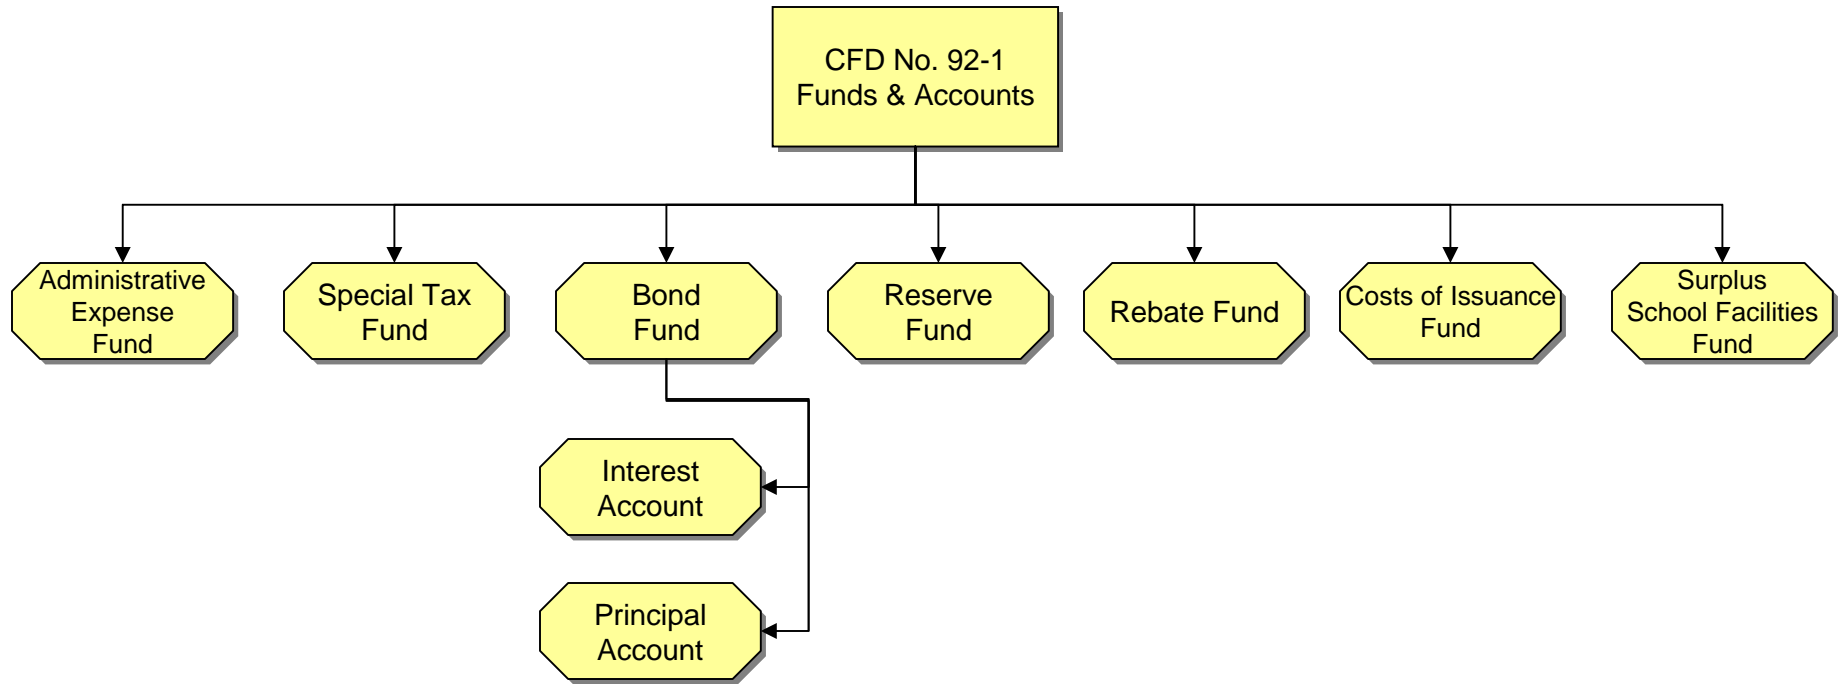 CFD No. 92-1
Funds & Accounts
Administrative
Expense
Fund
Special Tax
Fund
Bond
Fund
Reserve
Fund
Rebate Fund
Costs of Issuance
Fund
Surplus
School Facilities
Fund
Interest
Account
Principal
Account